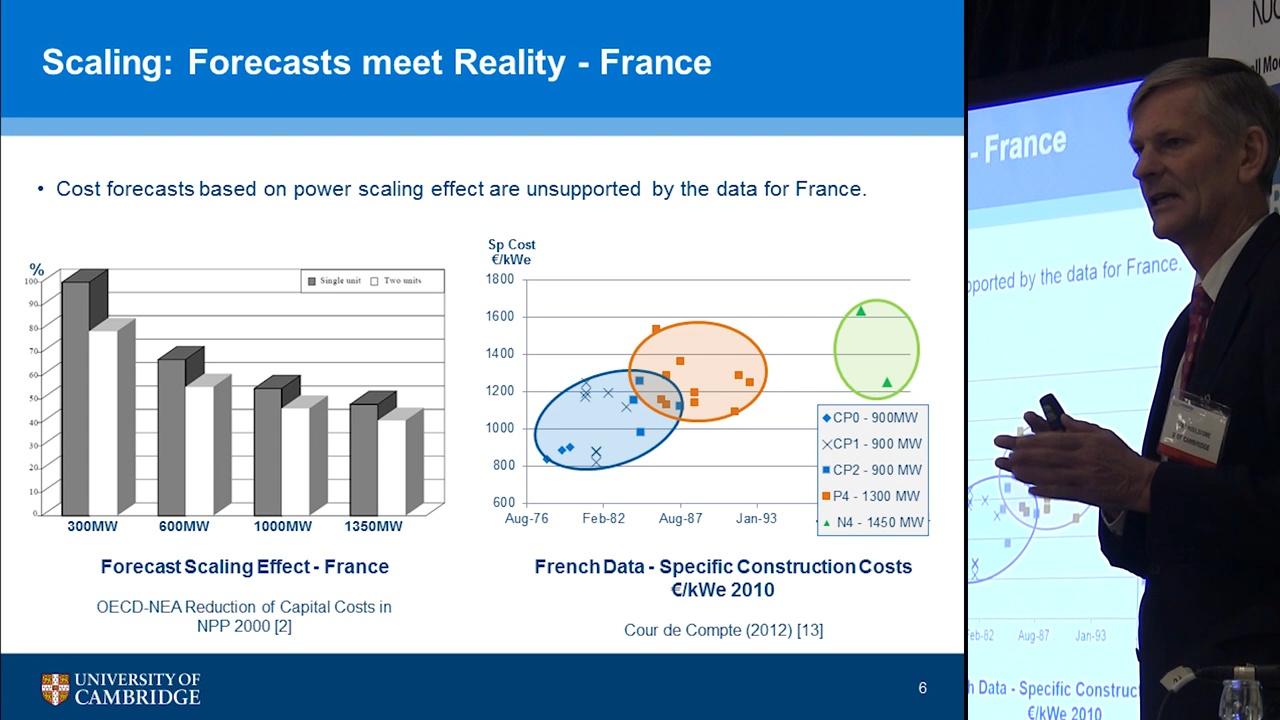 Scaling: Forecasts meet Reality - France
• Cost forecasts based on power scaling effect are unsupported by the data for France.
%
100
90
80
70
60
50
40
30
20
10
0
Single unit
Two units
300MW 600MW 1000MW 1350MW
Forecast Scaling Effect - France
OECD-NEA Reduction of Capital Costs in
NPP 2000 [2]
Sp Cost
€/kWe
1800
1600
1400
1200
1000
800
600
Aug-76 Feb-82 Aug-87 Jan-93
CP0 - 900MW
CP1 - 900 MW
CP2 - 900 MW
P4 - 1300 MW
N4 - 1450 MW
French Data - Specific Construction Costs
€/kWe 2010
Cour de Compte (2012) [13]
UNIVERSITY OF
CAMBRIDGE
6
- France
by the data for France.
Aug-87 Jan-93
Data - Specific
€/kWe 2010
CAMBRIDGE